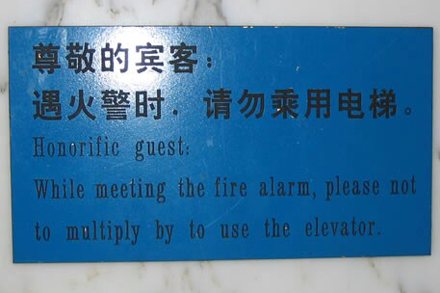 尊敬的宾客：
遇火警时．请勿乘用电梯。
Honorific guest:
While meeting the fire alarm, please not
to multiply by to use the elevator.